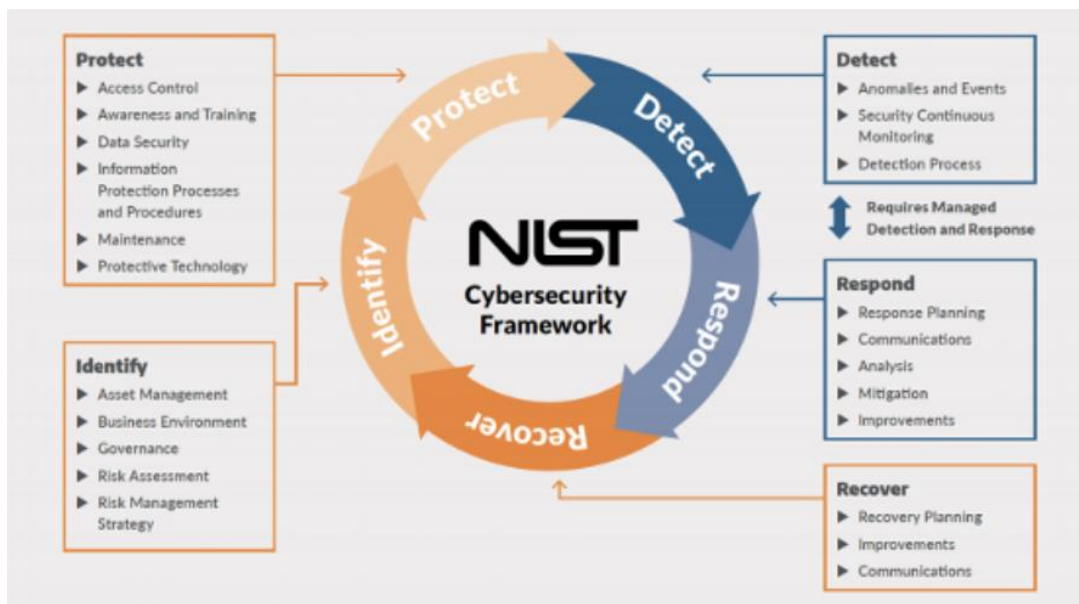 Protect
Access Control
Awareness and Training
Data Security
Information
Protection Processes
and Procedures
Maintenance
Protective Technology
Identify
Asset Management
Business Environment
Governance
Risk Assessment
Risk Management
Strategy
Protect
Detect
Respond
Recover
Identify
NIST
Cybersecurity
Framework
Detect
Anomalies and Events
Security Continuous
Monitoring
Detection Process
Requires Managed
Detection and Response
Respond
Response Planning
Communications
Analysis
Mitigation
Improvements
Recover
Recovery Planning
Improvements
Communications